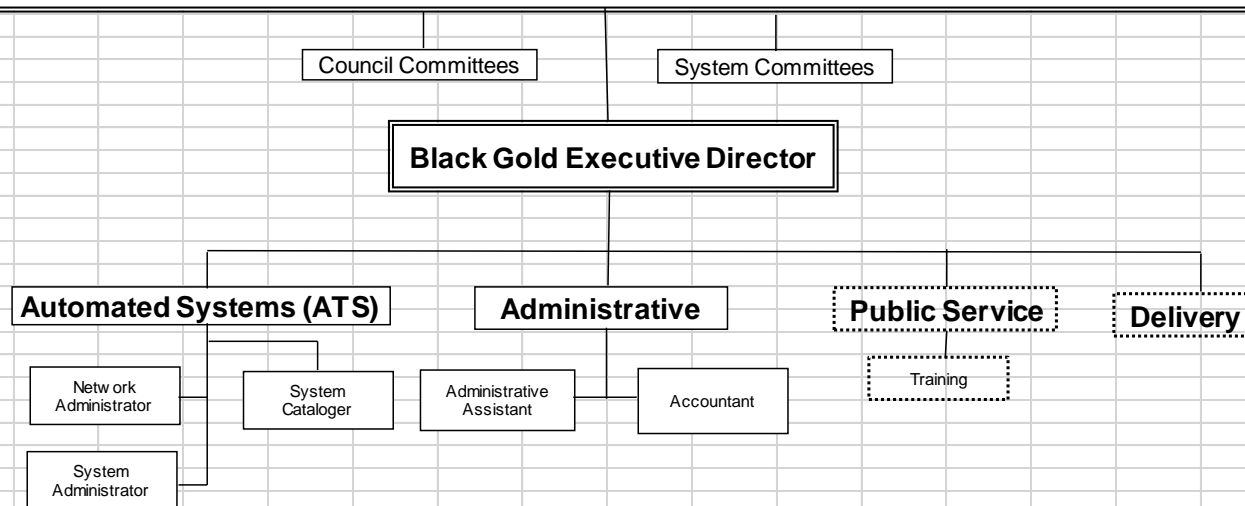 Council Committees
System Committees
Black Gold Executive Director
Automated Systems (ATS)
Administrative
Public Service
Delivery
Network
Administrator
System
Cataloger
Administrative
Assistant
Accountant
Training
System
Administrator